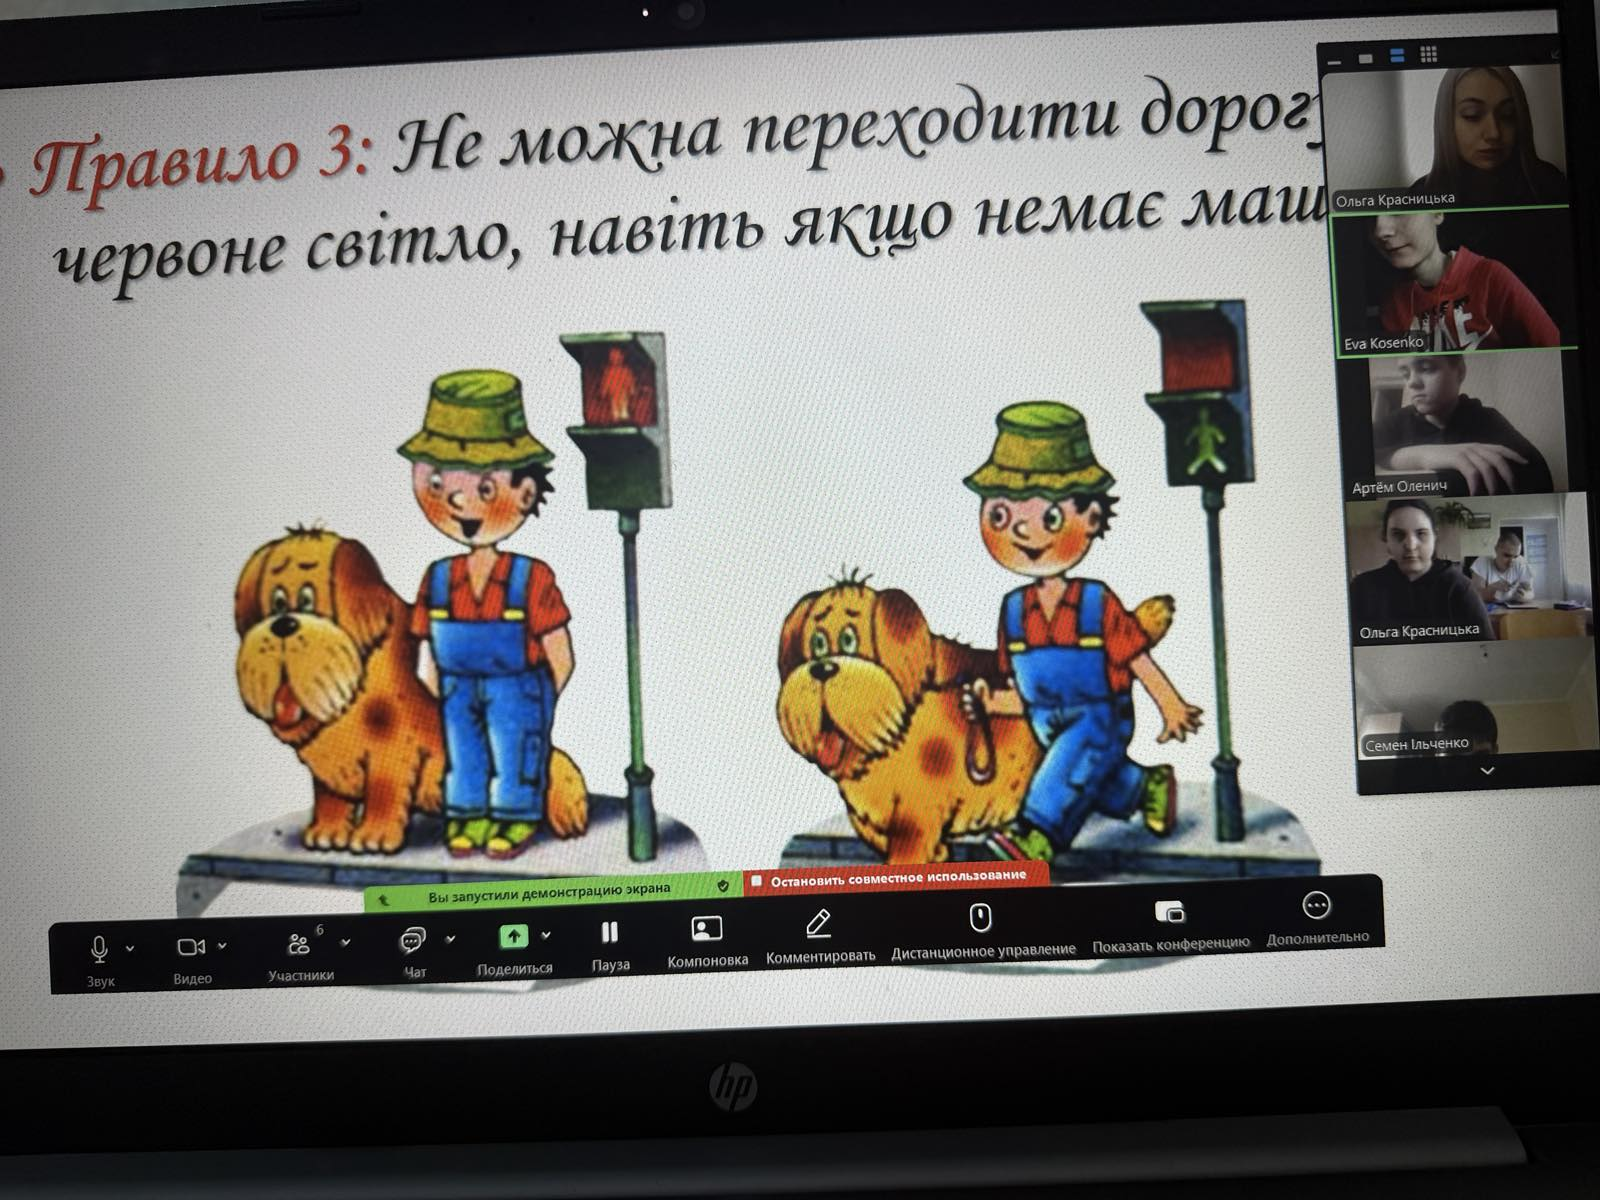 Правило 3: Не можна переходити дорогу
червоне світло, навіть якщо немає маш
Ольга Красницька
Eva Kosenko
Артём Оленич
Ольга Красницька
Семен Ільченко
Вы запустили демонстрацию экрана
Остановить совместное использование
6
Звук
Видео
Участники
Чат
Поделиться
Пауза
Компоновка
Комментировать
Дистанционное управление
Показать конференцию
Дополнительно
hp